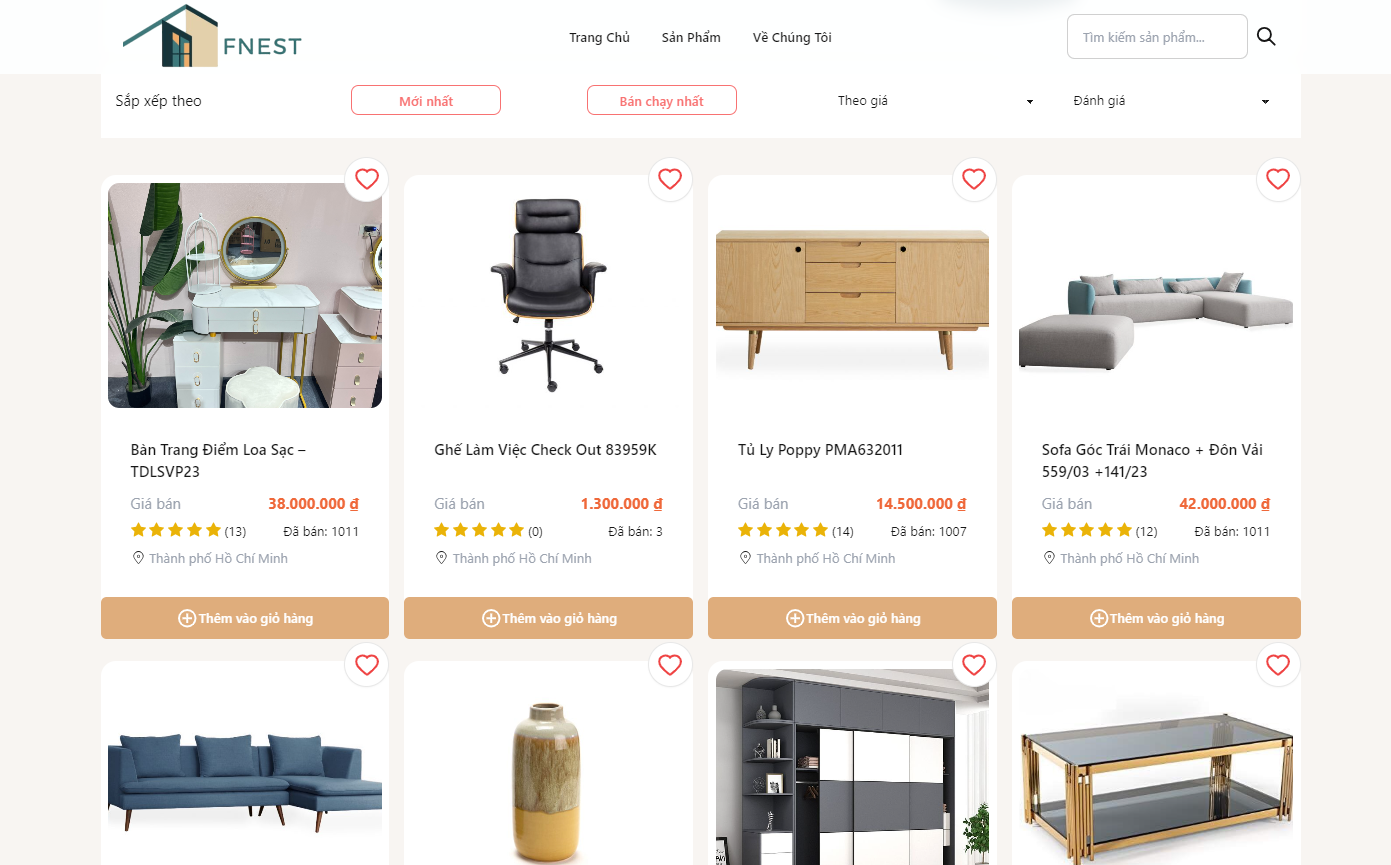 FNEST
Trang Chủ
Sản Phẩm
Về Chúng Tôi
Tìm kiếm sản phẩm...
Sắp xếp theo
Mới nhất
Bán chạy nhất
Theo giá
Đánh giá
Bàn Trang Điểm Loa Sạc –
TDLSVP23
Giá bán 38.000.000 ₫
(13) Đã bán: 1011
Thành phố Hồ Chí Minh
Thêm vào giỏ hàng
Ghế Làm Việc Check Out 83959K
Giá bán 1.300.000 ₫
(0) Đã bán: 3
Thành phố Hồ Chí Minh
Thêm vào giỏ hàng
Tủ Ly Poppy PMA632011
Giá bán 14.500.000 ₫
(14) Đã bán: 1007
Thành phố Hồ Chí Minh
Thêm vào giỏ hàng
Sofa Góc Trái Monaco + Đôn Vải
559/03 +141/23
Giá bán 42.000.000 ₫
(12) Đã bán: 1011
Thành phố Hồ Chí Minh
Thêm vào giỏ hàng